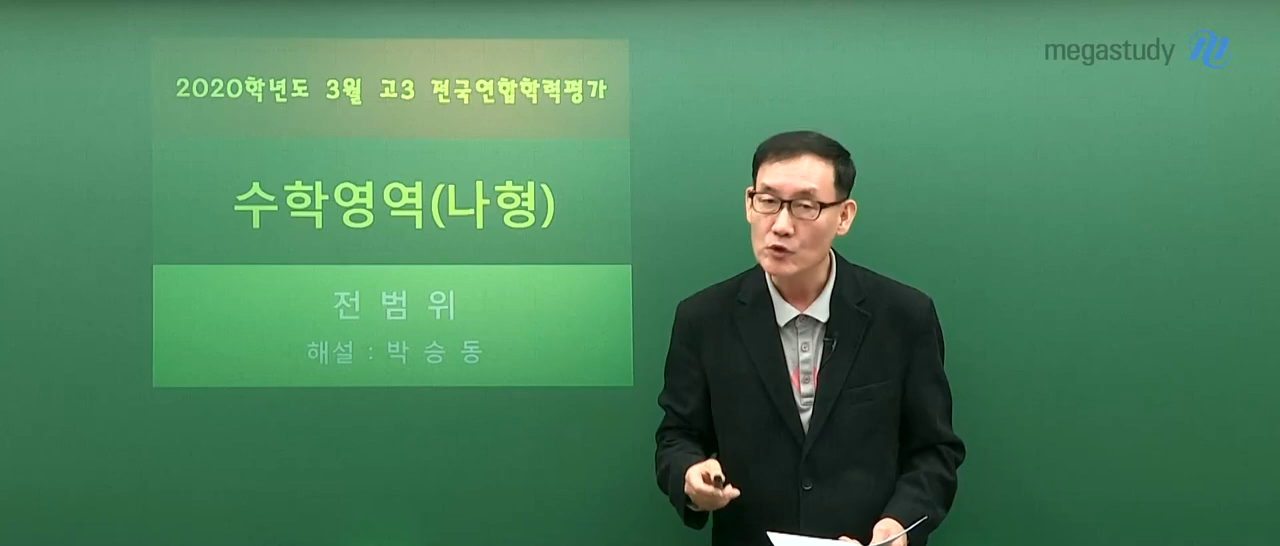 megastudy
2020학년도 3월 고3 전국연합학력평가
수학영역(나형)
전 범 위
해설 : 박 승 동